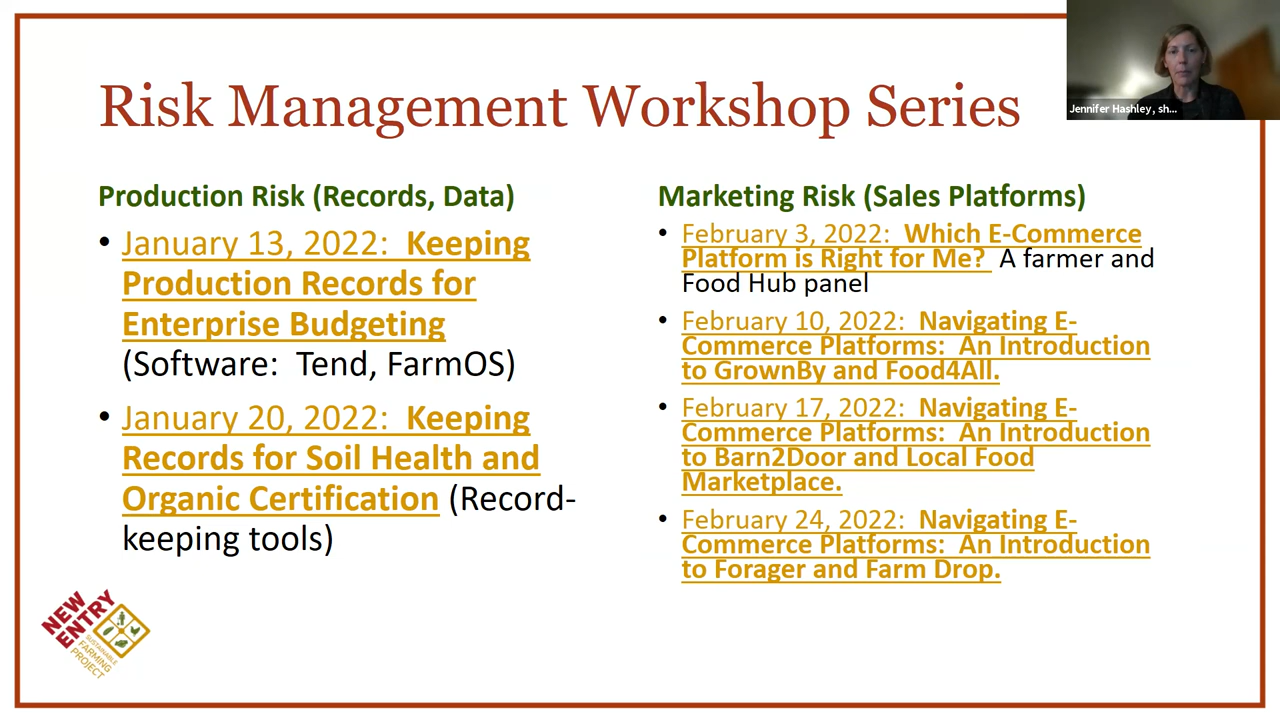 Risk Management Workshop Series
Jennifer Hashley, sh...
Production Risk (Records, Data)
• January 13, 2022:  Keeping
Production Records for
Enterprise Budgeting
(Software:  Tend, FarmOS)
• January 20, 2022:  Keeping
Records for Soil Health and
Organic Certification (Record-
keeping tools)
Marketing Risk (Sales Platforms)
• February 3, 2022:  Which E-Commerce
Platform is Right for Me?  A farmer and
Food Hub panel
• February 10, 2022:  Navigating E-
Commerce Platforms:  An Introduction
to GrownBy and Food4All.
• February 17, 2022:  Navigating E-
Commerce Platforms:  An Introduction
to Barn2Door and Local Food
Marketplace.
• February 24, 2022:  Navigating E-
Commerce Platforms:  An Introduction
to Forager and Farm Drop.
NEW
ENTRY
SUSTAINABLE
FARMING
PROJECT